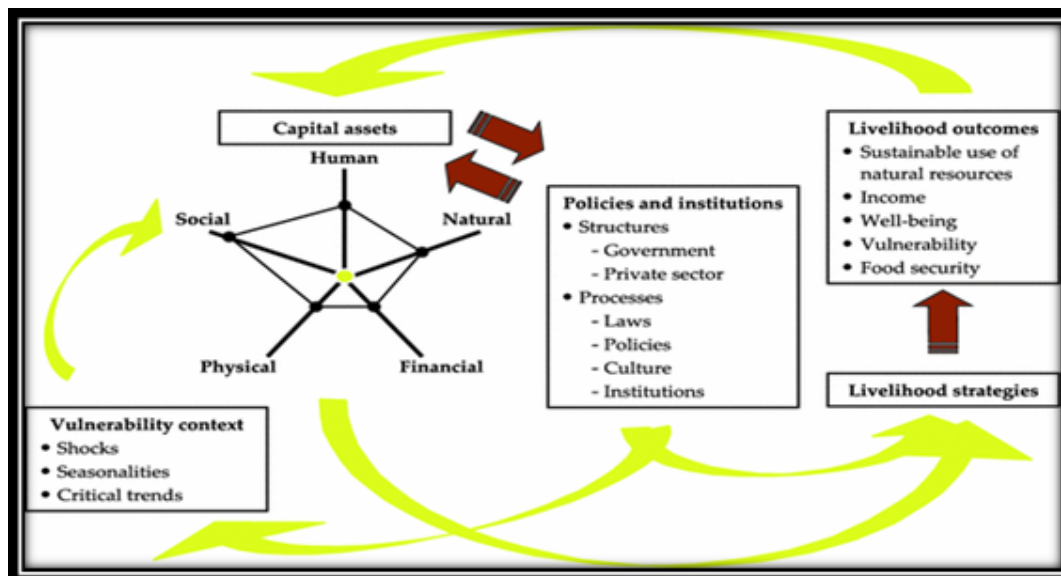 Capital assets
Human
Social
Natural
Physical
Financial
Vulnerability context
• Shocks
• Seasonalities
• Critical trends
Policies and institutions
• Structures
- Government
- Private sector
• Processes
- Laws
- Policies
- Culture
- Institutions
Livelihood outcomes
• Sustainable use of
natural resources
• Income
• Well-being
• Vulnerability
• Food security
Livelihood strategies